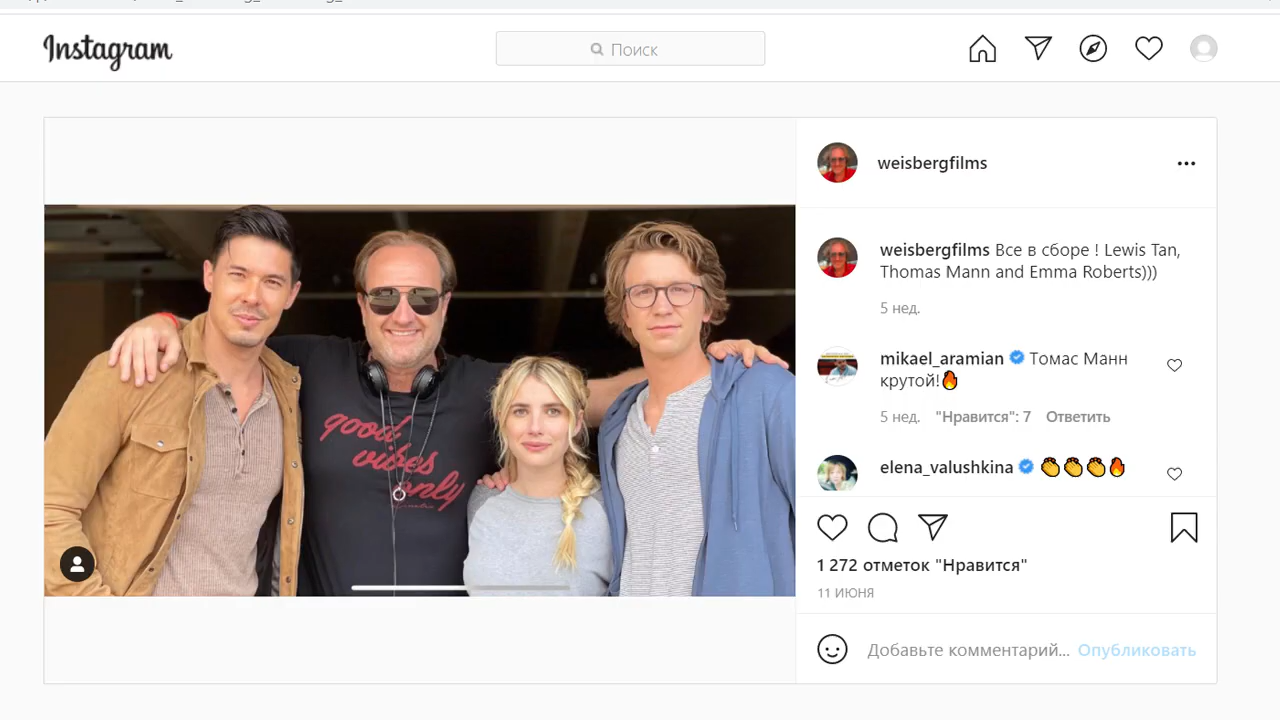 Instagram
Поиск
weisbergfilms
weisbergfilms Все в сборе ! Lewis Tan,
Thomas Mann and Emma Roberts)))
5 нед.
mikael_aramian Томас Манн
крутой!🔥
5 нед. "Нравится": 7 Ответить
elena_valushkina 👏👏👏🔥
1 272 отметок "Нравится"
11 ИЮНЯ
Добавьте комментарий... Опубликовать
good
vibes
only